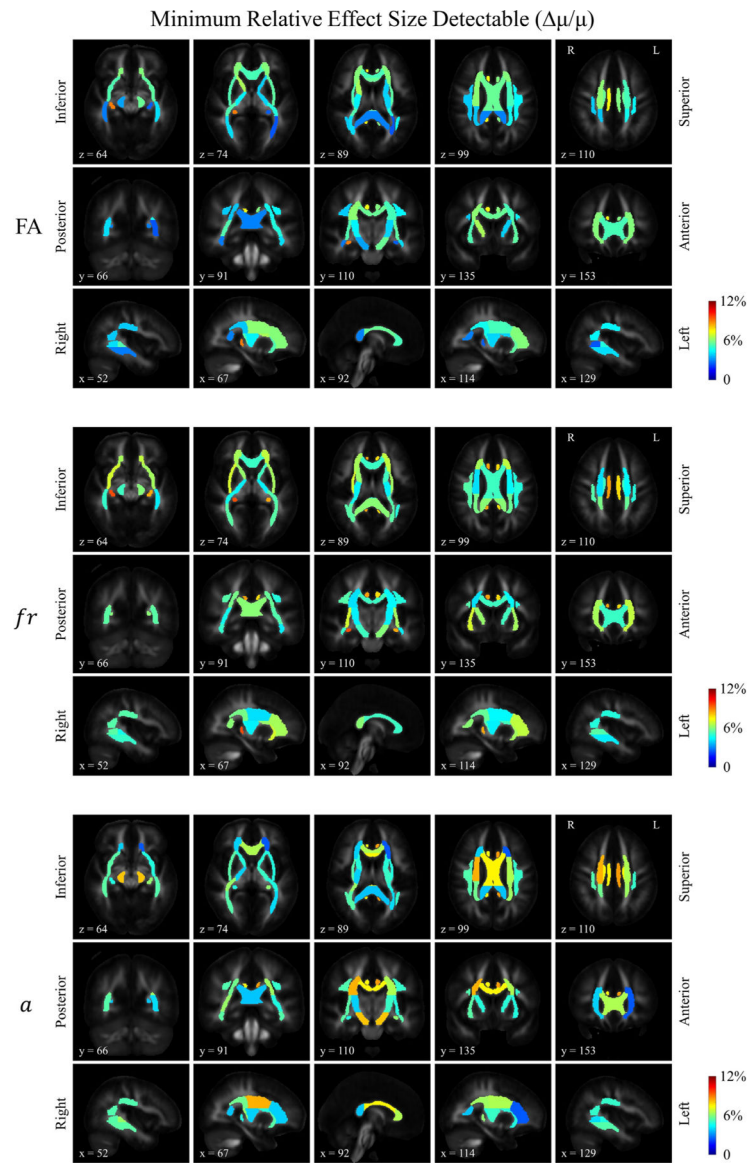 Minimum Relative Effect Size Detectable (Δμ/μ)
FA
Inferior
z = 64
z = 74
z = 89
z = 99
R L
z = 110
Superior
Posterior
y = 66
y = 91
y = 110
y = 135
y = 153
Anterior
Right
x = 52
x = 67
x = 92
x = 114
x = 129
Left
12%
6%
0
fr
Inferior
z = 64
z = 74
z = 89
z = 99
R L
z = 110
Superior
Posterior
y = 66
y = 91
y = 110
y = 135
y = 153
Anterior
Right
x = 52
x = 67
x = 92
x = 114
x = 129
Left
12%
6%
0
a
Inferior
z = 64
z = 74
z = 89
z = 99
R L
z = 110
Superior
Posterior
y = 66
y = 91
y = 110
y = 135
y = 153
Anterior
Right
x = 52
x = 67
x = 92
x = 114
x = 129
Left
12%
6%
0